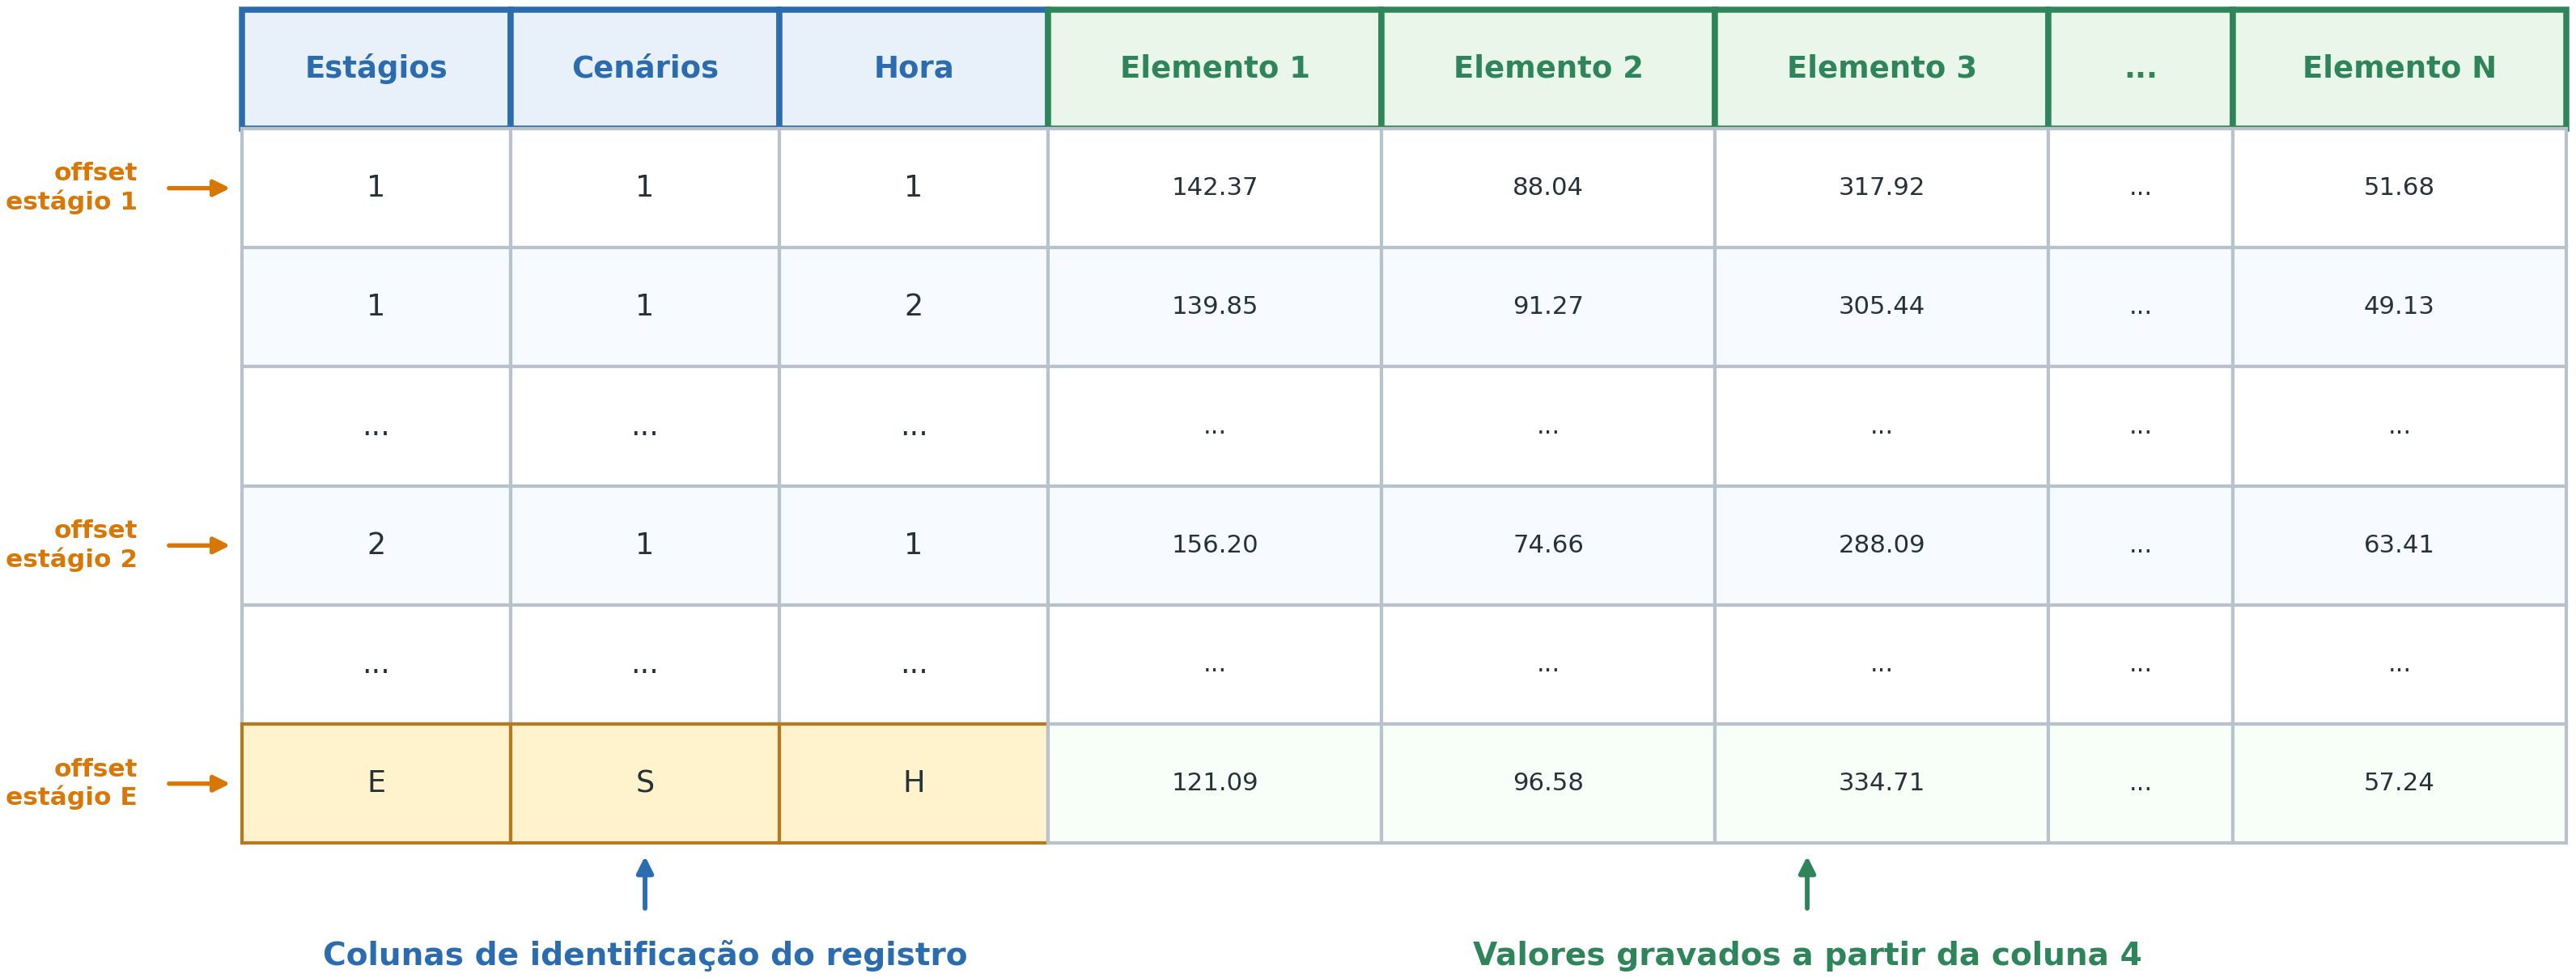 Estágios Cenários Hora Elemento 1 Elemento 2 Elemento 3 ... Elemento N
offset
estágio 1
1 1 1 142.37 88.04 317.92 ... 51.68
1 1 2 139.85 91.27 305.44 ... 49.13
... ... ... ... ... ... ... ...
offset
estágio 2
2 1 1 156.20 74.66 288.09 ... 63.41
... ... ... ... ... ... ... ...
offset
estágio E
E S H 121.09 96.58 334.71 ... 57.24
Colunas de identificação do registro
Valores gravados a partir da coluna 4